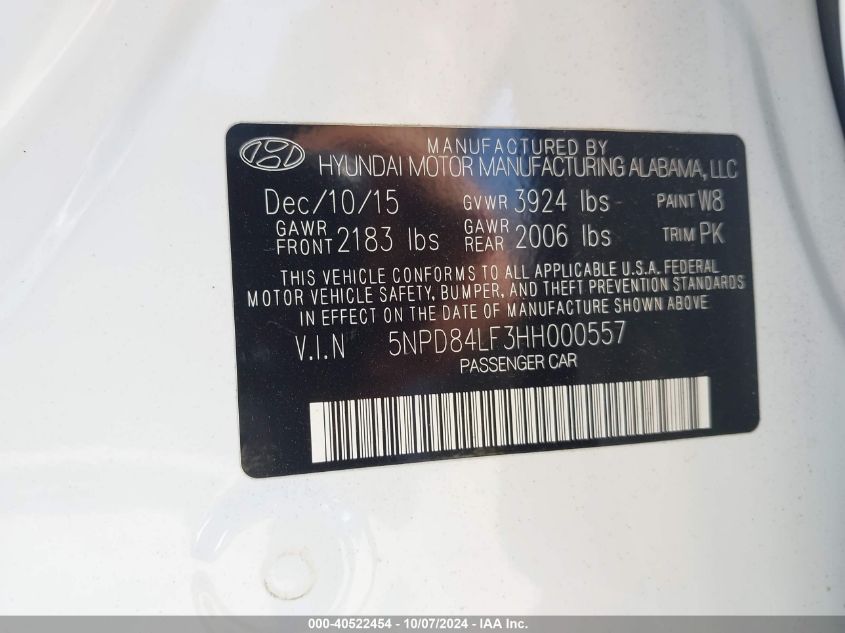 MANUFACTURED BY
HYUNDAI MOTOR MANUFACTURING ALABAMA, LLC
Dec/10/15 GVWR 3924 lbs PAINT W8
GAWR FRONT 2183 lbs GAWR REAR 2006 lbs TRIM PK
THIS VEHICLE CONFORMS TO ALL APPLICABLE U.S.A. FEDERAL
MOTOR VEHICLE SAFETY, BUMPER, AND THEFT PREVENTION STANDARDS
IN EFFECT ON THE DATE OF MANUFACTURE SHOWN ABOVE
V.I.N 5NPD84LF3HH000557
PASSENGER CAR
000-40522454 - 10/07/2024 - IAA Inc.